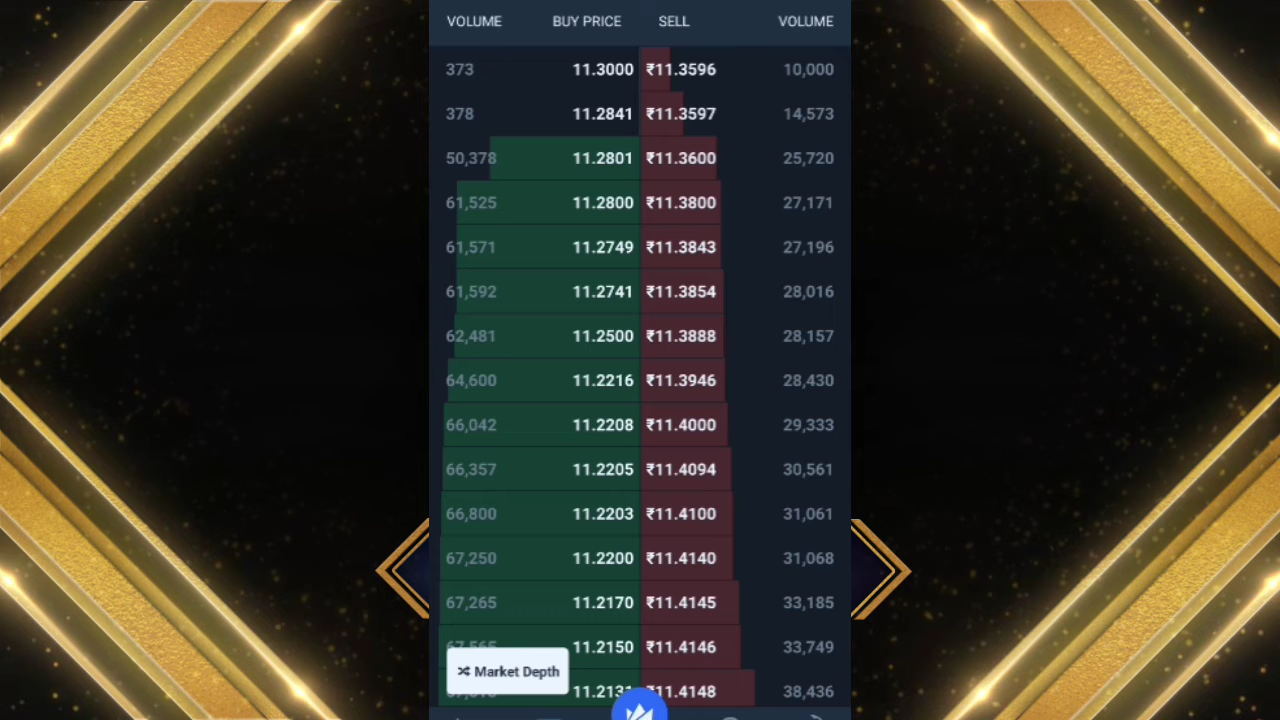 VOLUME BUY PRICE SELL VOLUME
373 11.3000 ₹11.3596 10,000
378 11.2841 ₹11.3597 14,573
50,378 11.2801 ₹11.3600 25,720
61,525 11.2800 ₹11.3800 27,171
61,571 11.2749 ₹11.3843 27,196
61,592 11.2741 ₹11.3854 28,016
62,481 11.2500 ₹11.3888 28,157
64,600 11.2216 ₹11.3946 28,430
66,042 11.2208 ₹11.4000 29,333
66,357 11.2205 ₹11.4094 30,561
66,800 11.2203 ₹11.4100 31,061
67,250 11.2200 ₹11.4140 31,068
67,265 11.2170 ₹11.4145 33,185
11.2150 ₹11.4146 33,749
Market Depth
₹11.4148 38,436